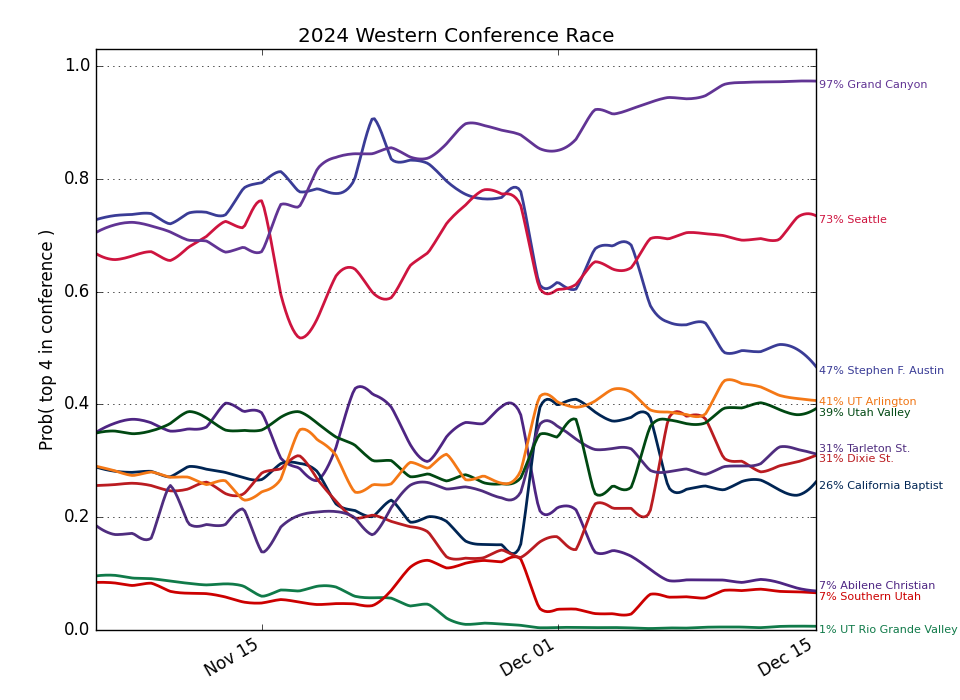 2024 Western Conference Race
Prob( top 4 in conference )
1.0
0.8
0.6
0.4
0.2
0.0
Nov 15
Dec 01
Dec 15
97% Grand Canyon
73% Seattle
47% Stephen F. Austin
41% UT Arlington
39% Utah Valley
31% Tarleton St.
31% Dixie St.
26% California Baptist
7% Abilene Christian
7% Southern Utah
1% UT Rio Grande Valley